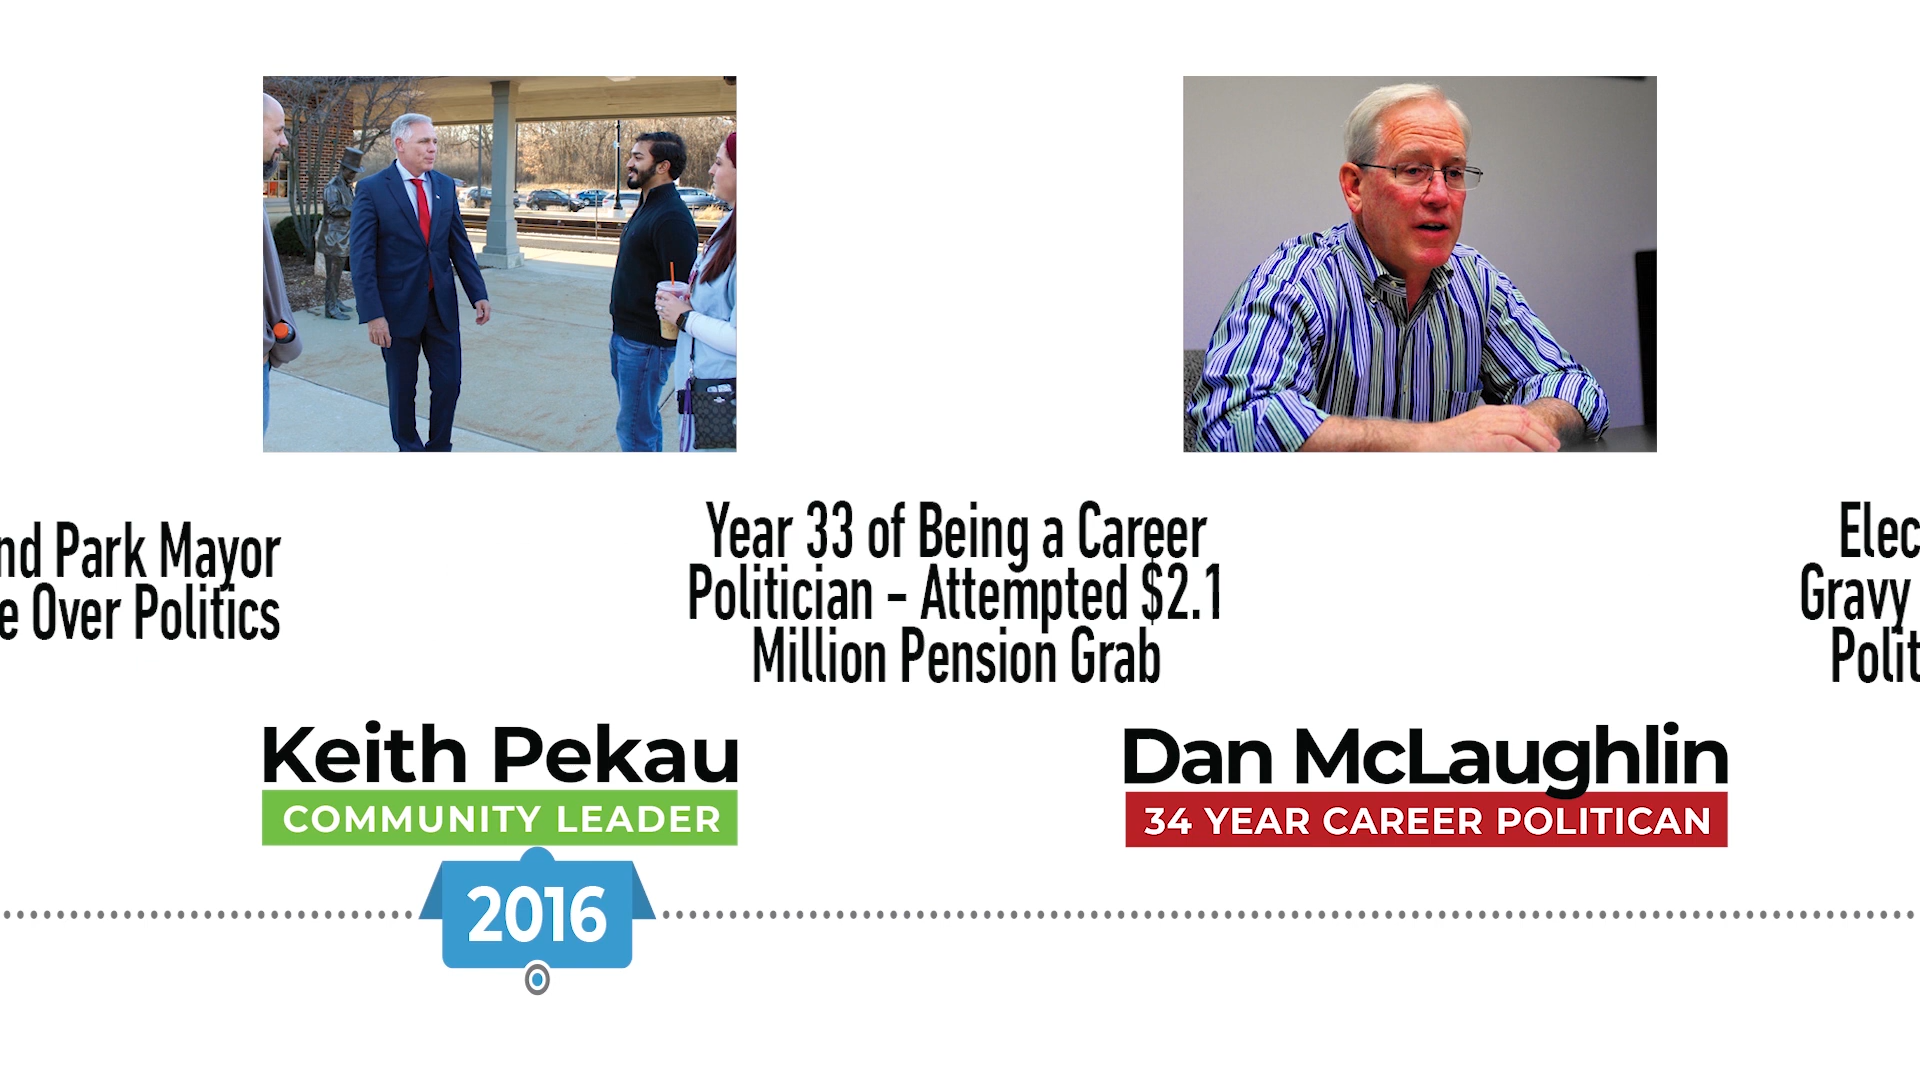 nd Park Mayor
e Over Politics
Year 33 of Being a Career
Politician - Attempted $2.1
Million Pension Grab
Elec
Gravy
Polit
Keith Pekau
COMMUNITY LEADER
Dan McLaughlin
34 YEAR CAREER POLITICAN
2016